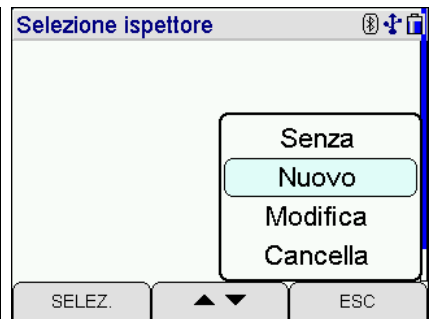 Selezione ispettore
Senza
Nuovo
Modifica
Cancella
SELEZ. ▲ ▼ ESC